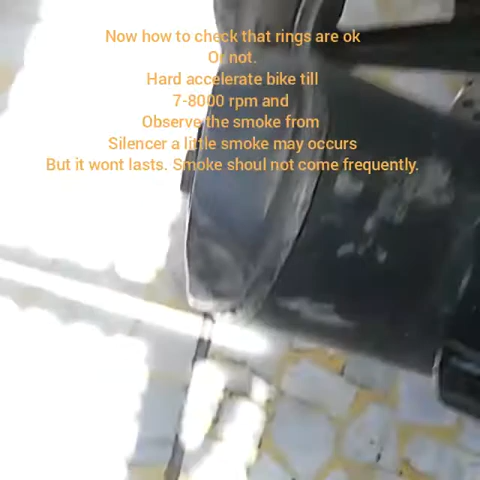 Now how to check that rings are ok
Or not.
Hard accelerate bike till
7-8000 rpm and
Observe the smoke from
Silencer a little smoke may occurs
But it wont lasts. Smoke shoul not come frequently.